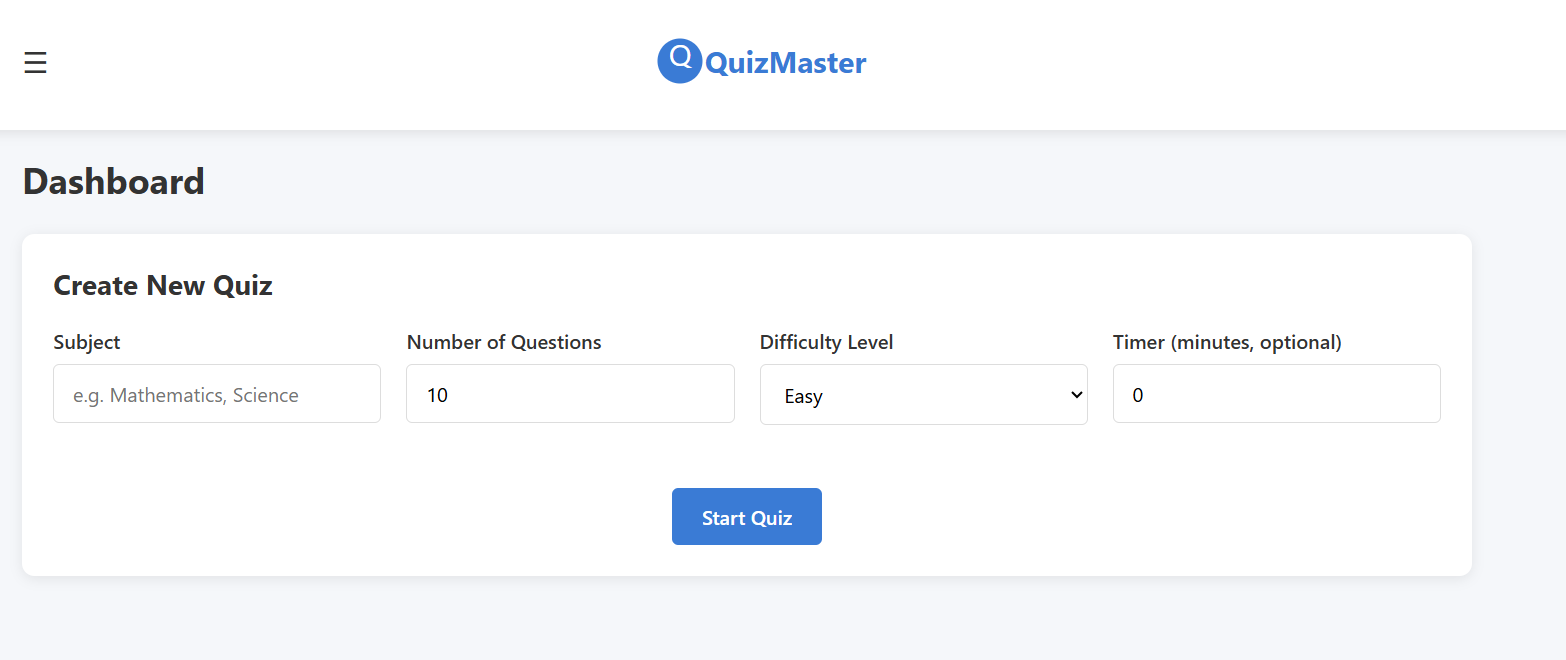 ☰
Q QuizMaster
Dashboard
Create New Quiz
Subject Number of Questions Difficulty Level Timer (minutes, optional)
e.g. Mathematics, Science 10 Easy 0
Start Quiz